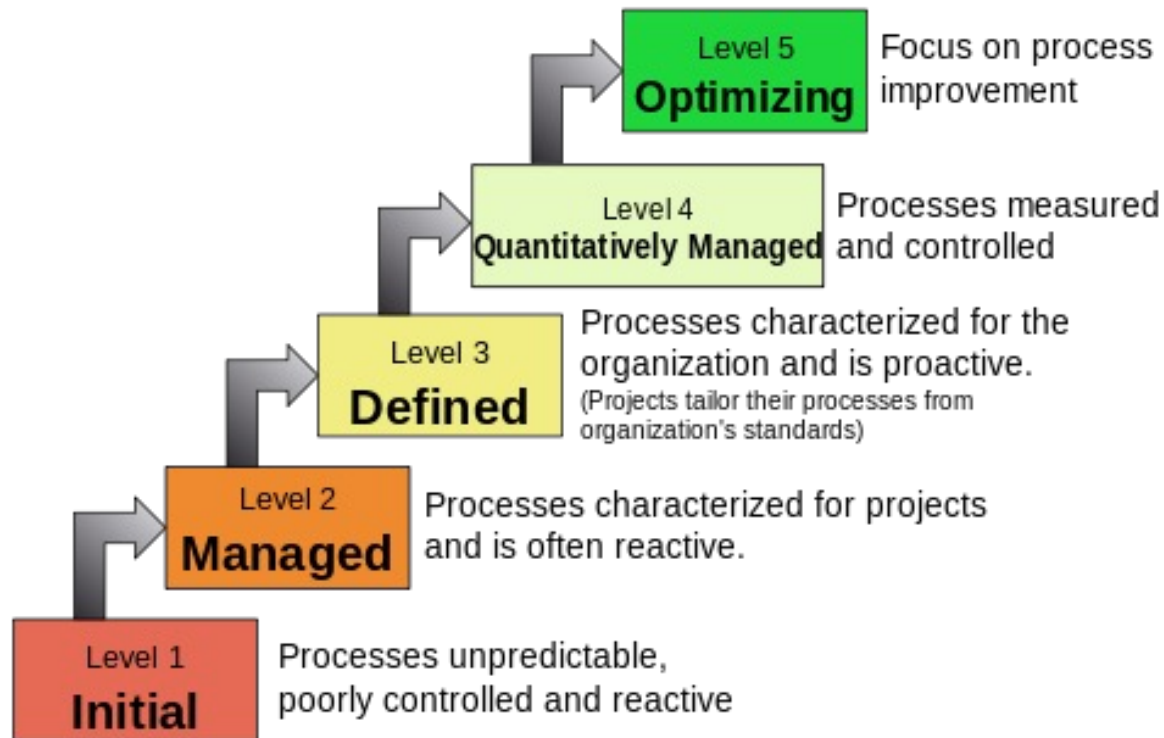 Level 5
Optimizing
Focus on process
improvement
Level 4
Quantitatively Managed
Processes measured
and controlled
Level 3
Defined
Processes characterized for the
organization and is proactive.
(Projects tailor their processes from
organization's standards)
Level 2
Managed
Processes characterized for projects
and is often reactive.
Level 1
Initial
Processes unpredictable,
poorly controlled and reactive